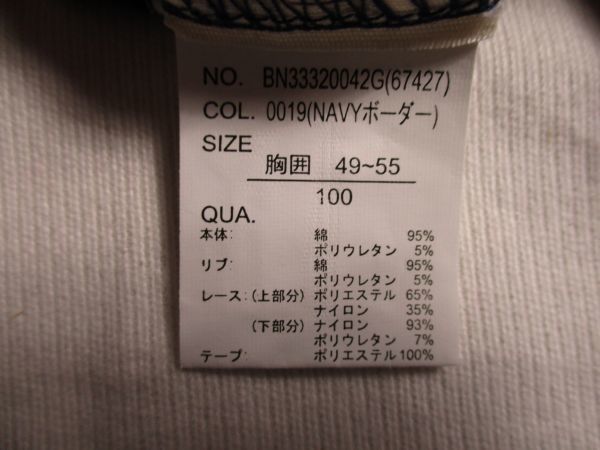 NO. BN33320042G(67427)
COL. 0019(NAVYボーダー)
SIZE
胸囲 49~55
100
QUA.
本体: 綿 95%
ポリウレタン 5%
リブ: 綿 95%
ポリウレタン 5%
レース:(上部分) ポリエステル 65%
ナイロン 35%
(下部分) ナイロン 93%
ポリウレタン 7%
テープ: ポリエステル 100%